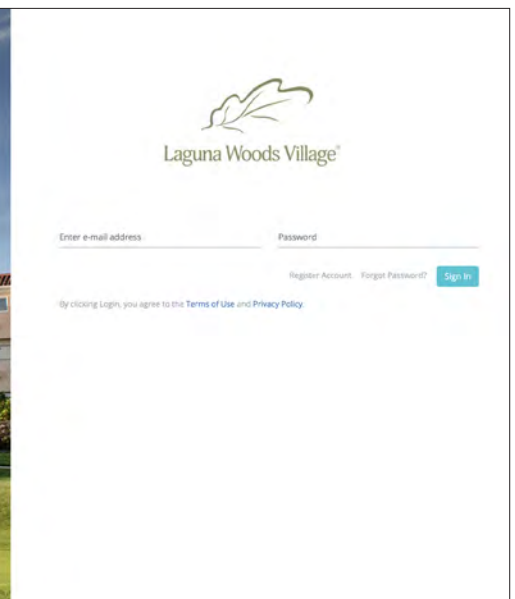 Laguna Woods Village®
Enter e-mail address Password
Register Account Forgot Password? Sign In
By clicking Login, you agree to the Terms of Use and Privacy Policy.